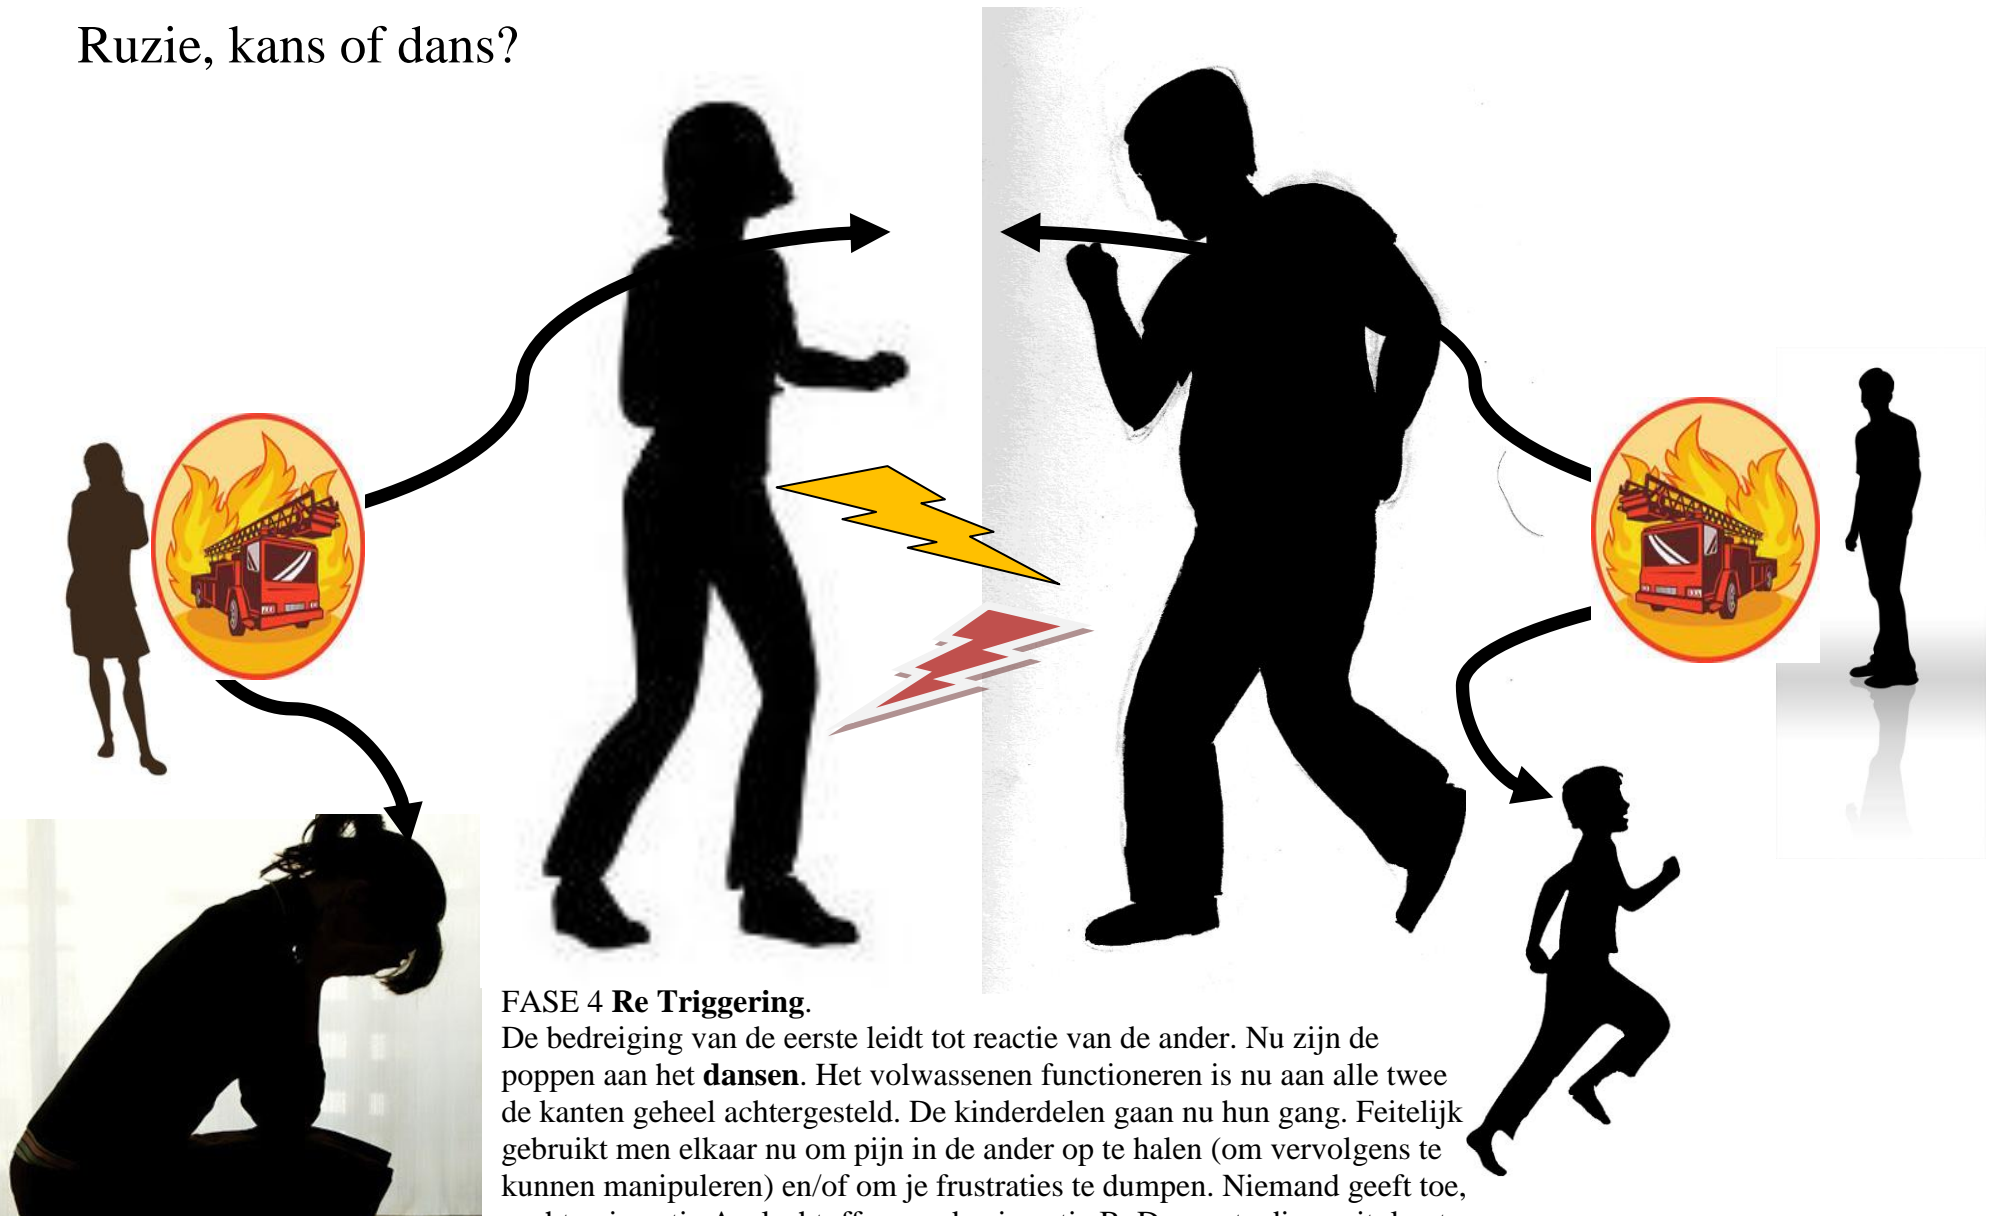 Ruzie, kans of dans?
FASE 4 Re Triggering.
De bedreiging van de eerste leidt tot reactie van de ander. Nu zijn de
poppen aan het dansen. Het volwassenen functioneren is nu aan alle twee
de kanten geheel achtergesteld. De kinderdelen gaan nu hun gang. Feitelijk
gebruikt men elkaar nu om pijn in de ander op te halen (om vervolgens te
kunnen manipuleren) en/of om je frustraties te dumpen. Niemand geeft toe,